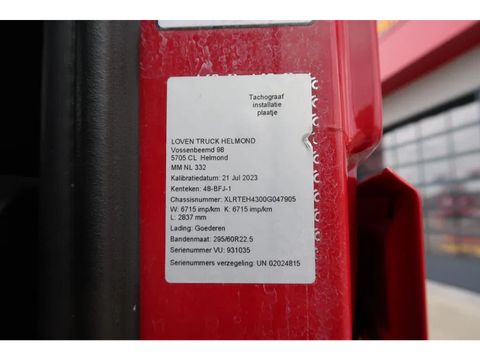 Tachograaf
installatie
plaatje
LOVEN TRUCK HELMOND
Vossenbeemd 98
5705 CL Helmond
MM NL 332
Kalibratiedatum: 21 Jul 2023
Kenteken: 48-BFJ-1
Chassisnummer: XLRTEH4300G047905
W: 6715 imp/km K: 6715 imp/km
L: 2837 mm
Lading: Goederen
Bandenmaat: 295/60R22.5
Serienummer VU: 931035
Serienummers verzegeling: UN 02024815